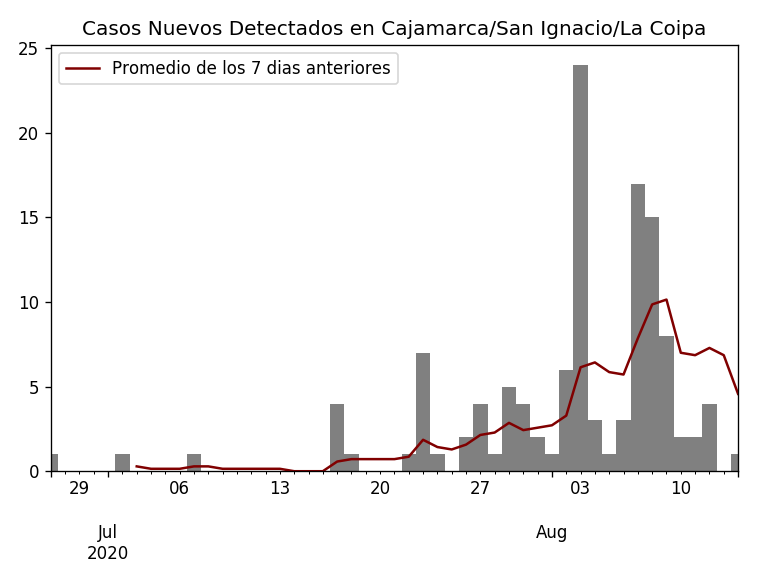 Casos Nuevos Detectados en Cajamarca/San Ignacio/La Coipa
Promedio de los 7 dias anteriores
25
20
15
10
5
0
29 06 13 20 27 03 10
Jul Aug
2020